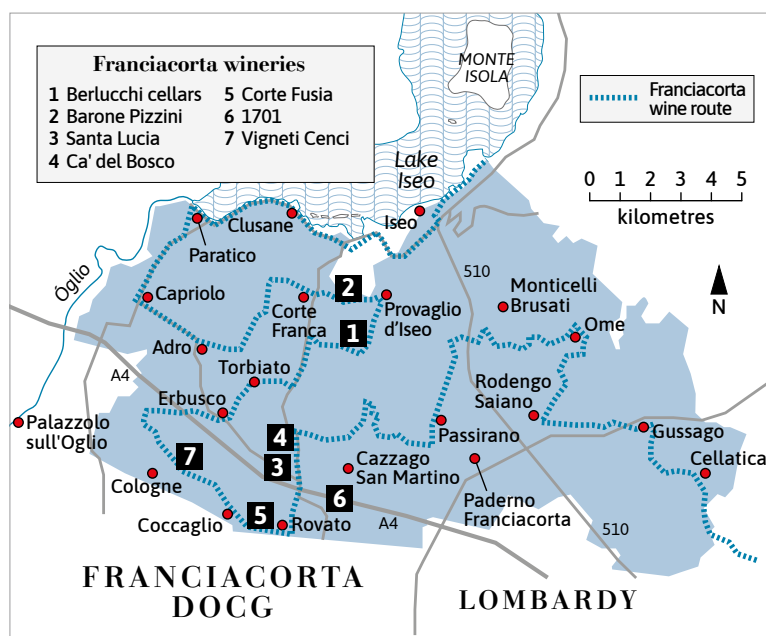 Franciacorta wineries
1 Berlucchi cellars
2 Barone Pizzini
3 Santa Lucia
4 Ca' del Bosco
5 Corte Fusia
6 1701
7 Vigneti Cenci
MONTE
ISOLA
Franciacorta
wine route
0 1 2 3 4 5
kilometres
N
Lake
Iseo
Iseo
Clusane
Paratico
Óglio
Capriolo
Corte
Franca
2
Provaglio
d'Iseo
510
Monticelli
Brusati
Ome
1
Adro
Torbiato
A4
Erbusco
Rodengo
Saiano
Palazzolo
sull'Oglio
Passirano
Gussago
4
7
3
Cazzago
San Martino
Cellatica
Cologne
6
Paderno
Franciacorta
Coccaglio
5
Rovato
A4
510
FRANCIACORTA
DOCG
LOMBARDY